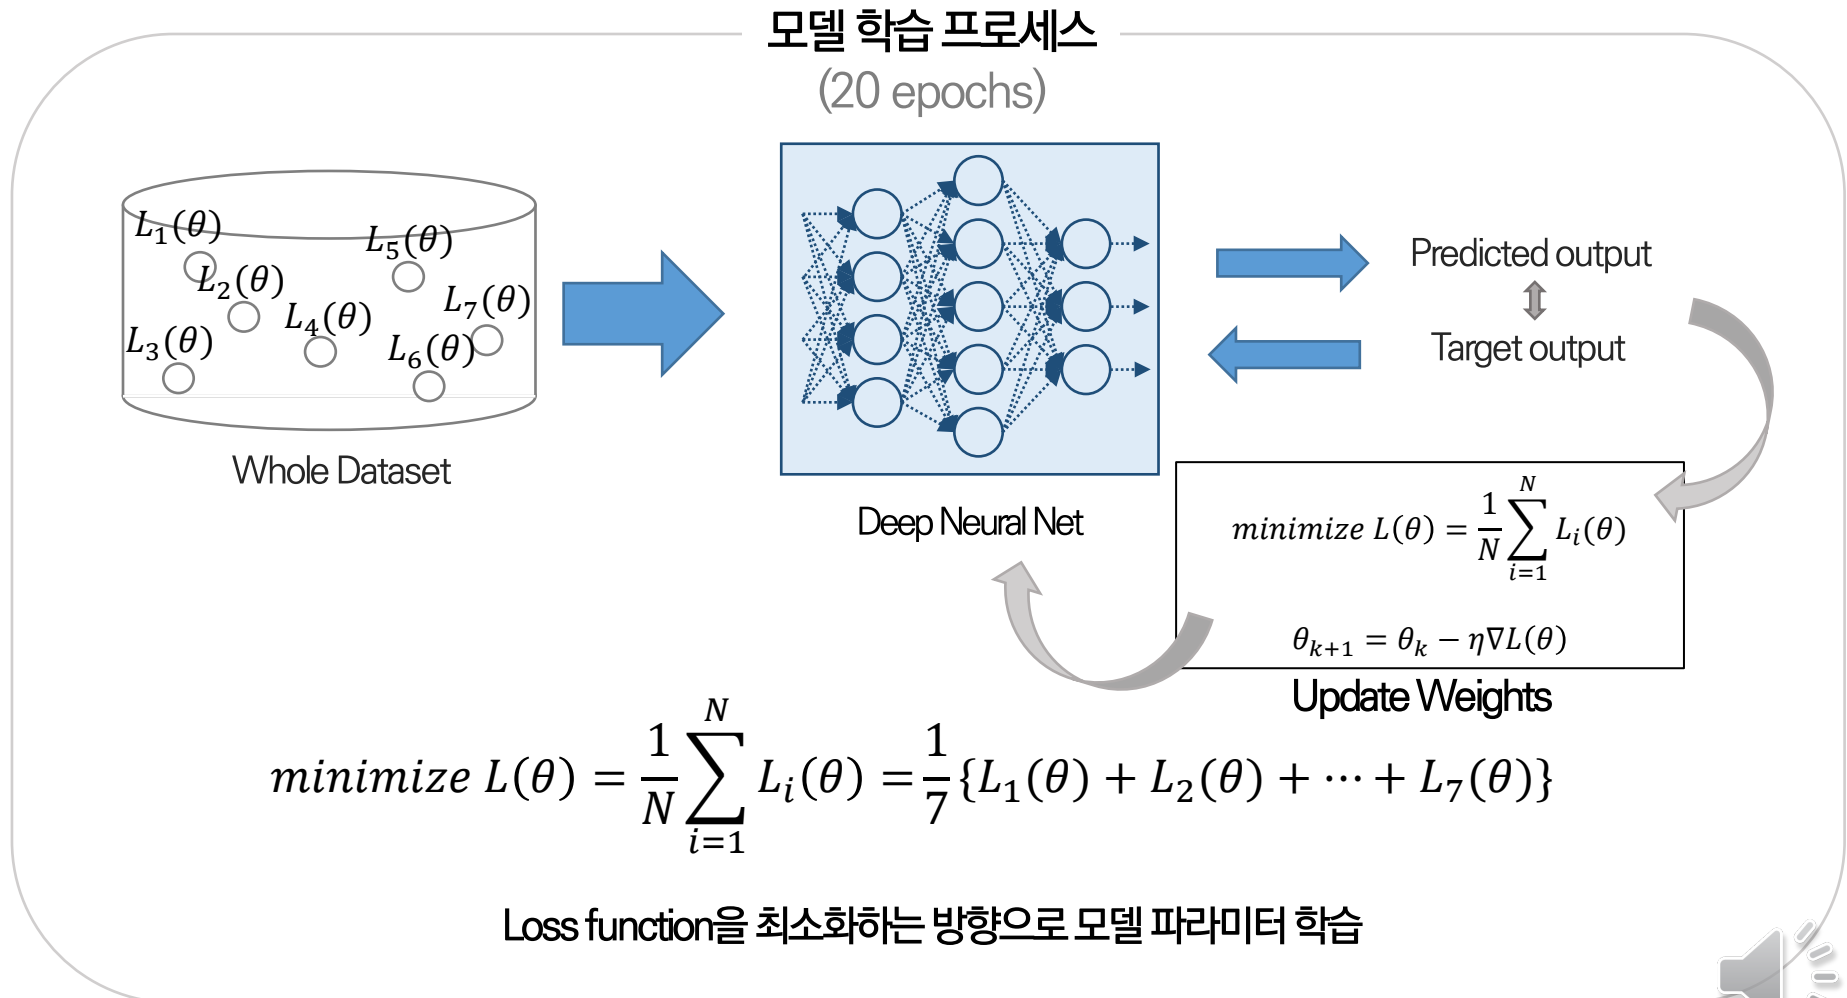 모델 학습 프로세스
(20 epochs)
L₁(θ)
L₂(θ)
L₃(θ)
L₄(θ)
L₅(θ)
L₆(θ)
L₇(θ)
Whole Dataset
Deep Neural Net
Predicted output
Target output
minimize L(θ) = 1/N ∑_{i=1}^{N} L_i(θ)
θ_{k+1} = θ_k − η∇L(θ)
Update Weights
minimize L(θ) = 1/N ∑_{i=1}^{N} L_i(θ) = 1/7 {L₁(θ) + L₂(θ) + ⋯ + L₇(θ)}
Loss function을 최소화하는 방향으로 모델 파라미터 학습